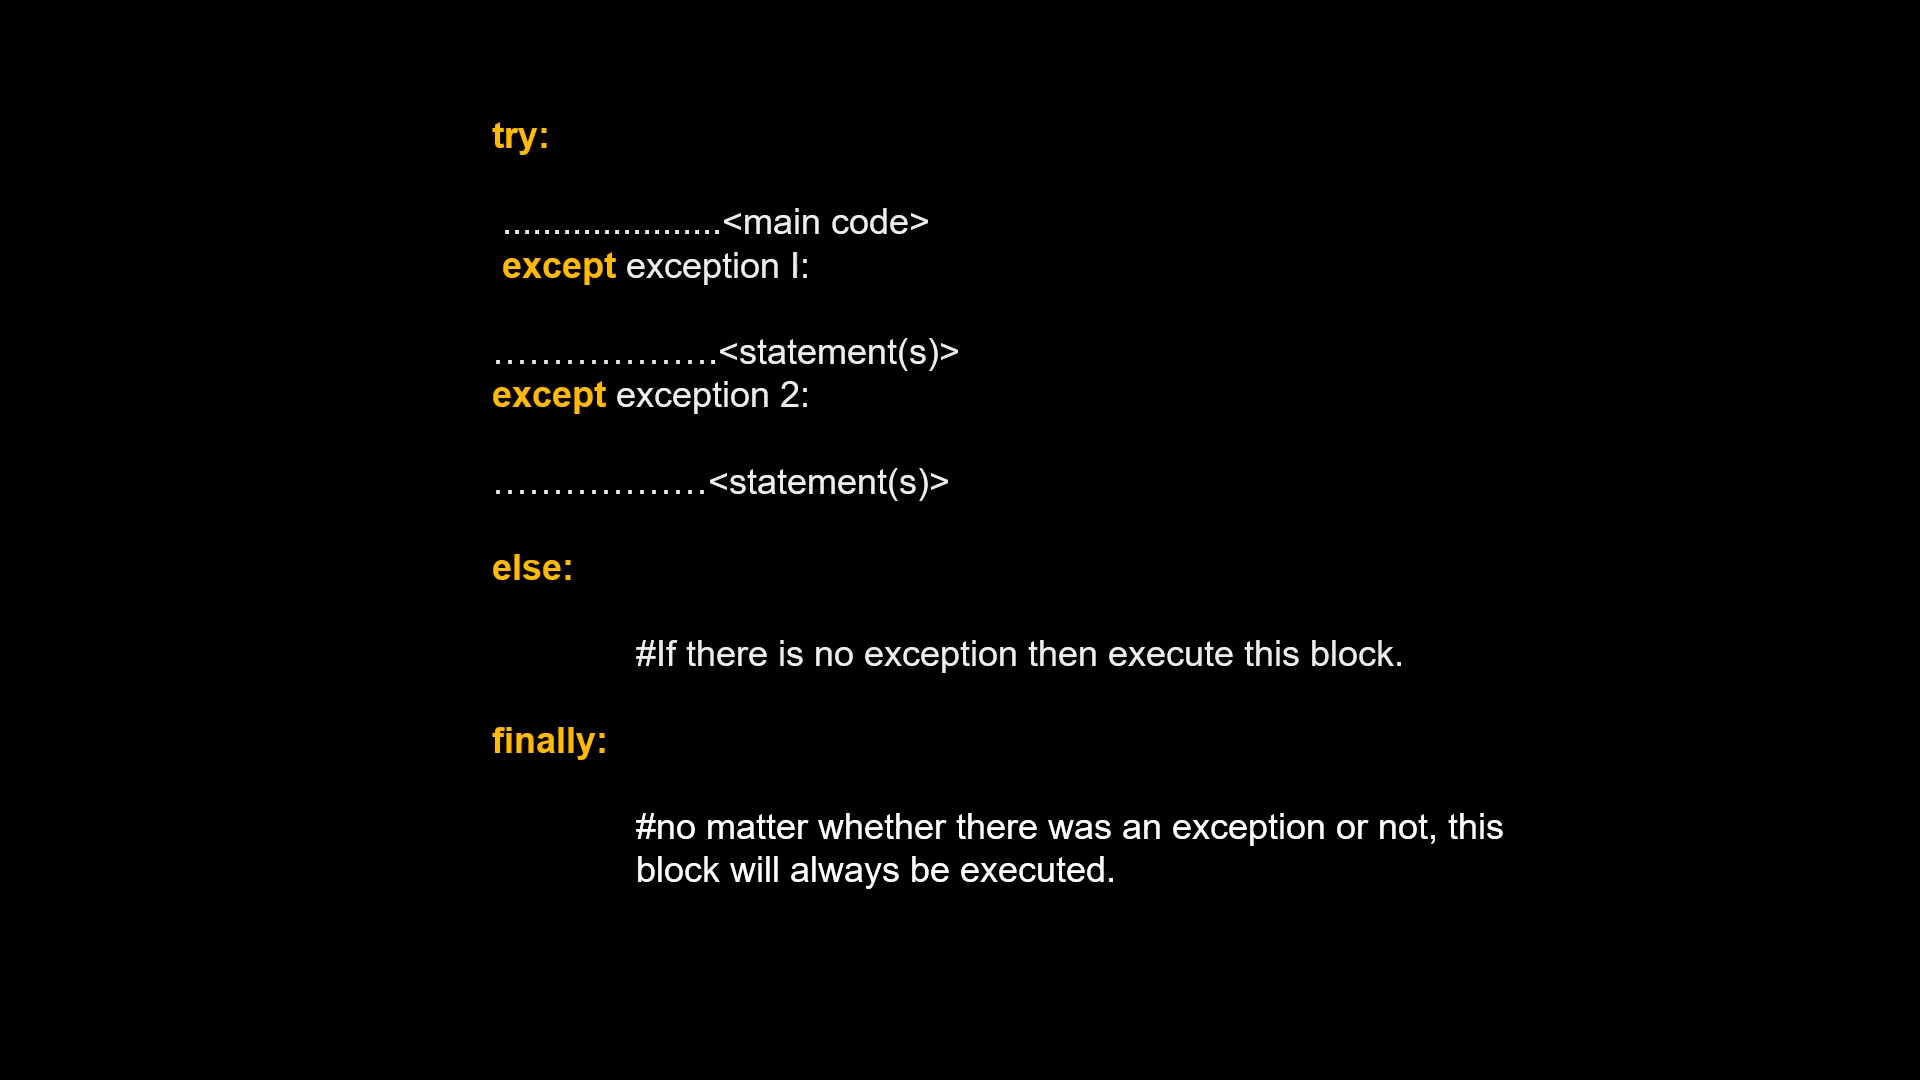 try:
......................<main code>
except exception I:
……………….<statement(s)>
except exception 2:
………………<statement(s)>
else:
#If there is no exception then execute this block.
finally:
#no matter whether there was an exception or not, this
block will always be executed.